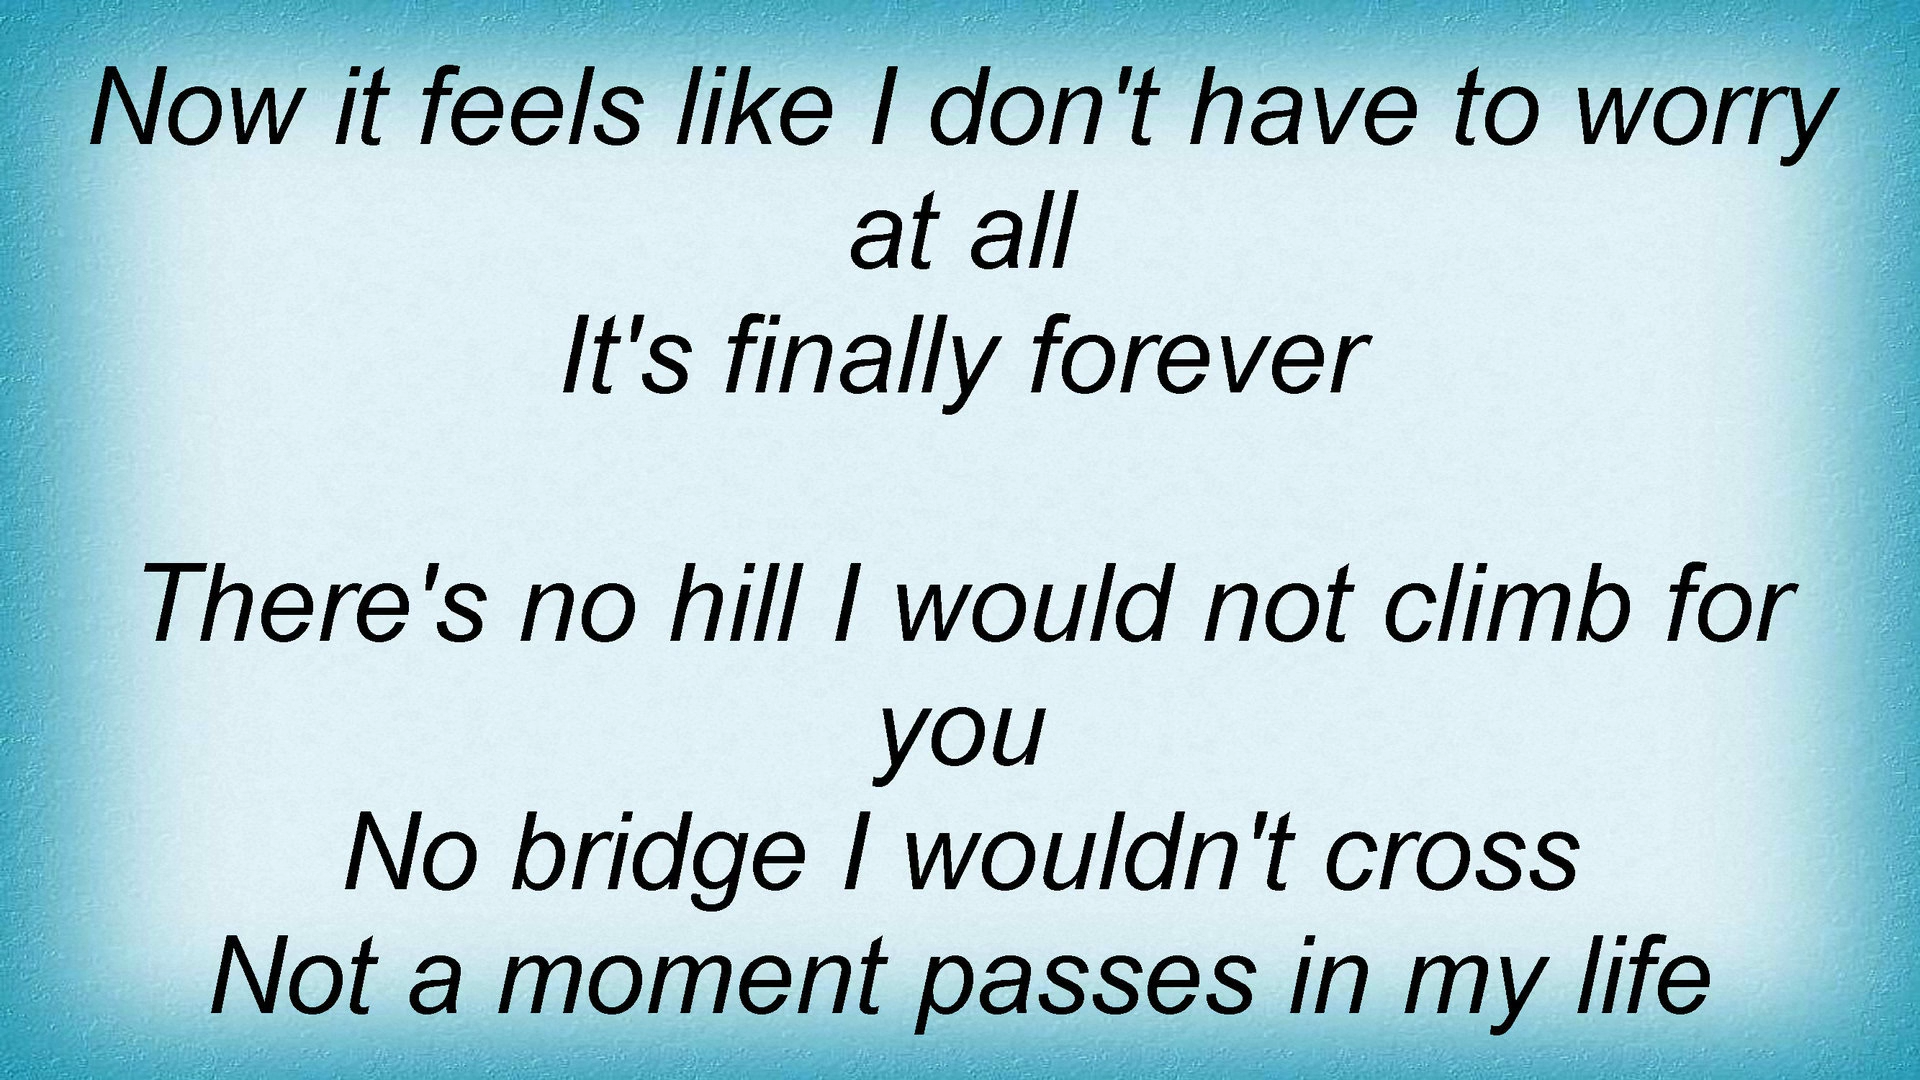 Now it feels like I don't have to worry
at all
It's finally forever
There's no hill I would not climb for
you
No bridge I wouldn't cross
Not a moment passes in my life